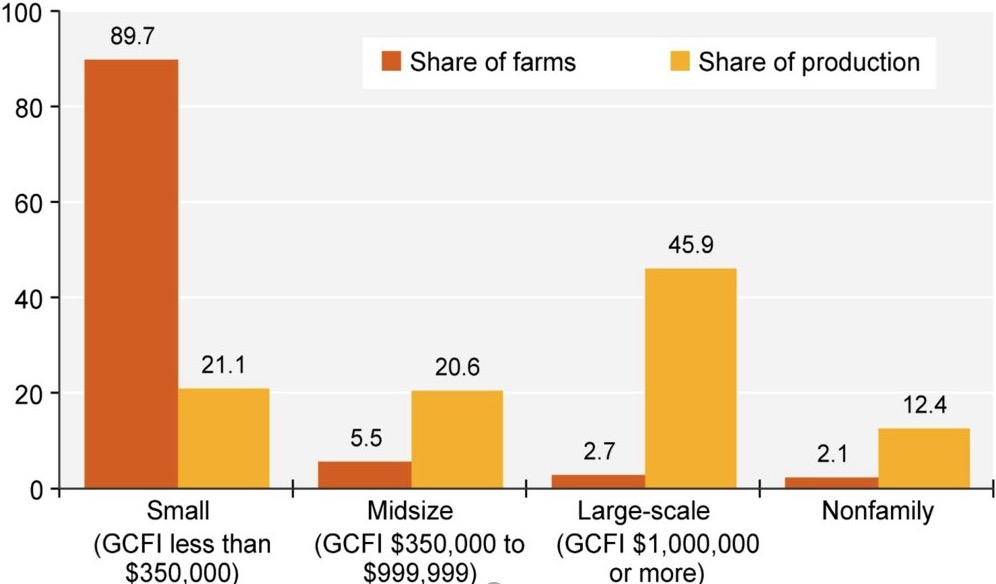 100
80
60
40
20
0
Share of farms
Share of production
89.7
21.1
5.5
20.6
2.7
45.9
2.1
12.4
Small
(GCFI less than
$350,000)
Midsize
(GCFI $350,000 to
$999,999)
Large-scale
(GCFI $1,000,000
or more)
Nonfamily